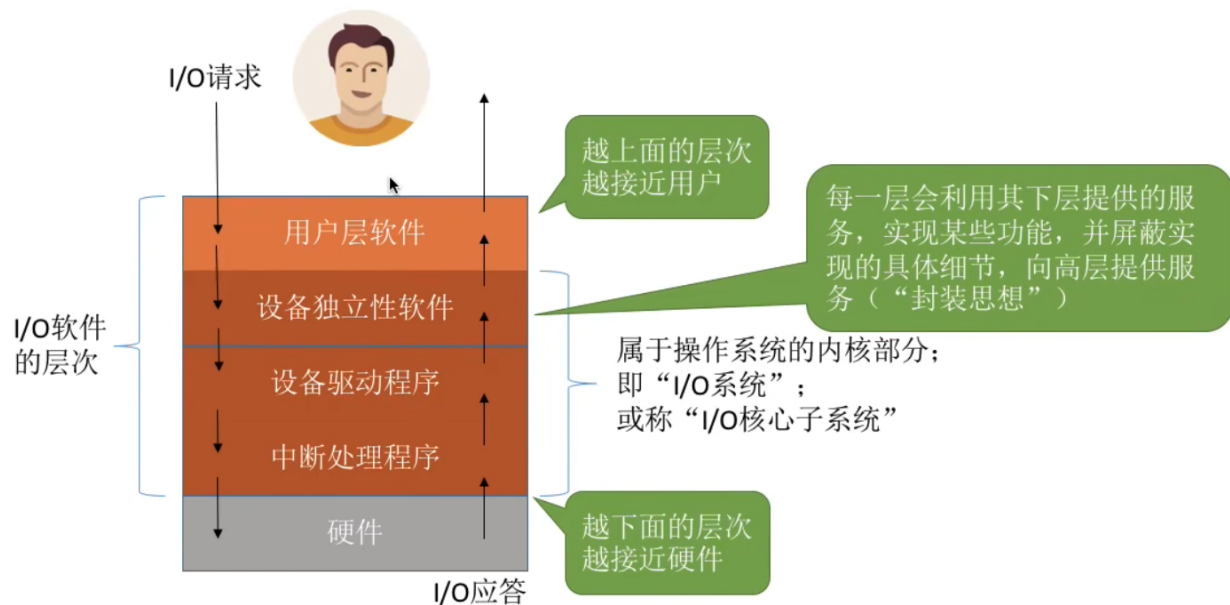 I/O请求
越上面的层次
越接近用户
每一层会利用其下层提供的服
务，实现某些功能，并屏蔽实
现的具体细节，向高层提供服
务（“封装思想”）
用户层软件
设备独立性软件
I/O软件
的层次
属于操作系统的内核部分；
即“I/O系统”；
或称“I/O核心子系统”
设备驱动程序
中断处理程序
硬件
越下面的层次
越接近硬件
I/O应答